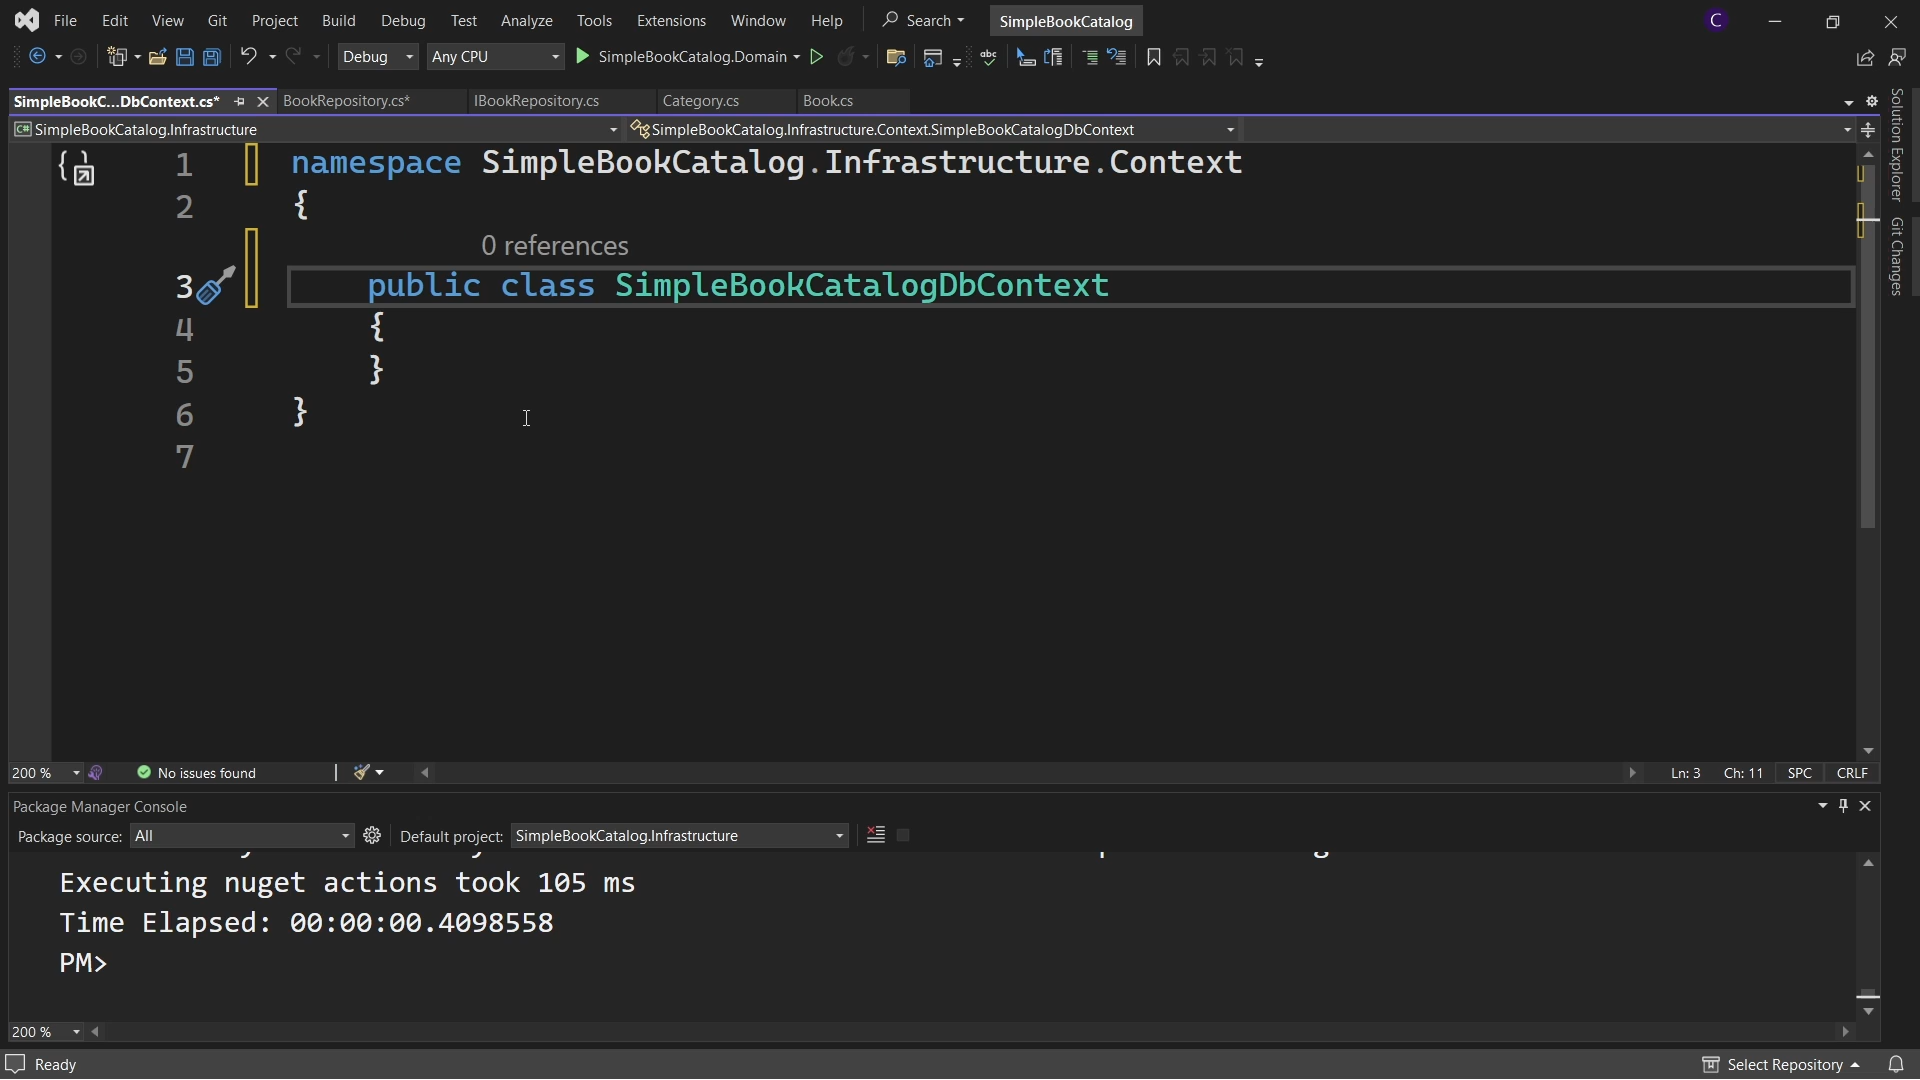 File Edit View Git Project Build Debug Test Analyze Tools Extensions Window Help Search SimpleBookCatalog C
Debug Any CPU SimpleBookCatalog.Domain
SimpleBookC...DbContext.cs* BookRepository.cs* IBookRepository.cs Category.cs Book.cs
SimpleBookCatalog.Infrastructure SimpleBookCatalog.Infrastructure.Context.SimpleBookCatalogDbContext
Solution Explorer
Git Changes
1 namespace SimpleBookCatalog.Infrastructure.Context
2 {
0 references
3 public class SimpleBookCatalogDbContext
4 {
5 }
6 }
7
200 % No issues found Ln: 3 Ch: 11 SPC CRLF
Package Manager Console
Package source: All Default project: SimpleBookCatalog.Infrastructure
Executing nuget actions took 105 ms
Time Elapsed: 00:00:00.4098558
PM>
200 %
Ready Select Repository